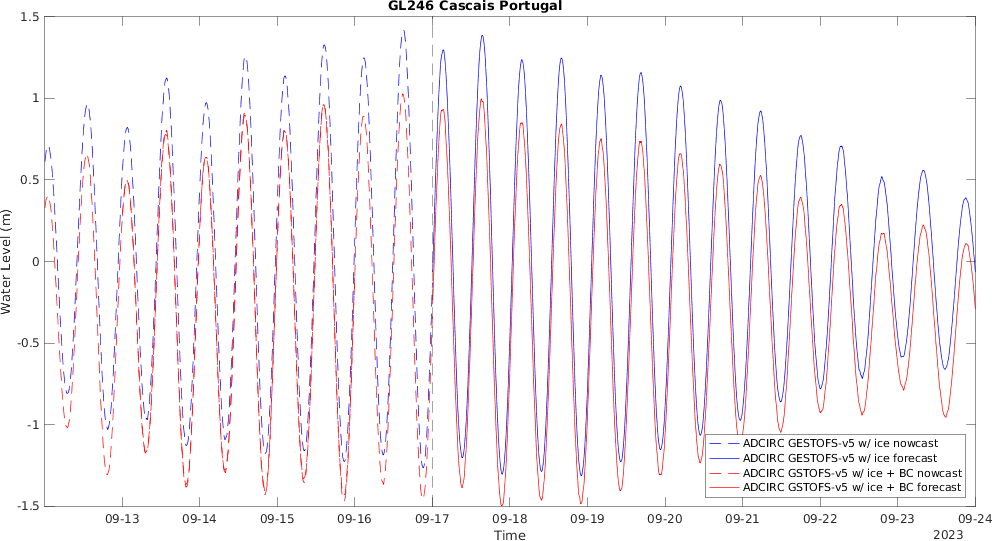 GL246 Cascais Portugal
1.5
1
0.5
0
-0.5
-1
-1.5
Water Level (m)
09-13 09-14 09-15 09-16 09-17 09-18 09-19 09-20 09-21 09-22 09-23 09-24
Time
2023
ADCIRC GESTOFS-v5 w/ ice nowcast
ADCIRC GESTOFS-v5 w/ ice forecast
ADCIRC GSTOFS-v5 w/ ice + BC nowcast
ADCIRC GSTOFS-v5 w/ ice + BC forecast